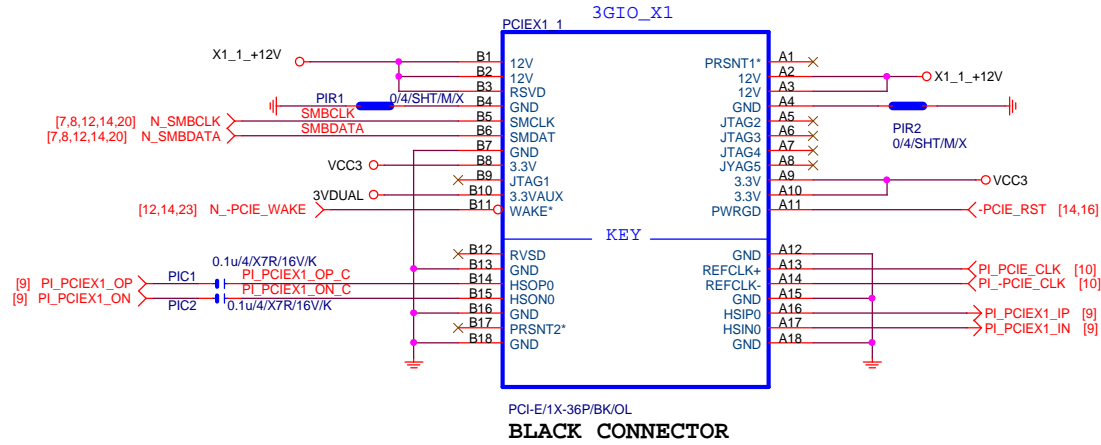 3GIO_X1
PCIEX1_1
X1_1_+12V
B1 12V
B2 12V
B3 RSVD
PIR1 0/4/SHT/M/X B4 GND
[7,8,12,14,20] N_SMBCLK SMBCLK B5 SMCLK
[7,8,12,14,20] N_SMBDATA SMBDATA B6 SMDAT
B7 GND
VCC3 B8 3.3V
B9 JTAG1
3VDUAL B10 3.3VAUX
[12,14,23] N_-PCIE_WAKE B11 WAKE*
PRSNT1* A1
12V A2 X1_1_+12V
12V A3
GND A4
PIR2
0/4/SHT/M/X
JTAG2 A5
JTAG3 A6
JTAG4 A7
JYAG5 A8
3.3V A9 VCC3
3.3V A10
PWRGD A11 -PCIE_RST [14,16]
KEY
B12 RVSD
B13 GND
0.1u/4/X7R/16V/K
[9] PI_PCIEX1_OP PIC1 PI_PCIEX1_OP_C B14 HSOP0
[9] PI_PCIEX1_ON PIC2 PI_PCIEX1_ON_C B15 HSON0
0.1u/4/X7R/16V/K
B16 GND
B17 PRSNT2*
B18 GND
GND A12
REFCLK+ A13 PI_PCIE_CLK [10]
REFCLK- A14 PI_-PCIE_CLK [10]
GND A15
HSIP0 A16 PI_PCIEX1_IP [9]
HSIN0 A17 PI_PCIEX1_IN [9]
GND A18
PCI-E/1X-36P/BK/OL
BLACK CONNECTOR